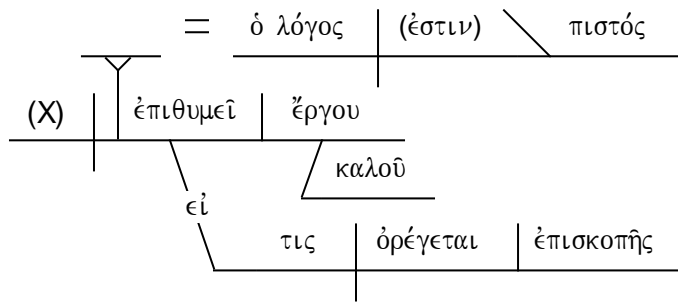 = ὁ λόγος (ἐστιν) πιστός
(X) ἐπιθυμεῖ ἔργου
καλοῦ
εἰ
τις ὀρέγεται ἐπισκοπῆς